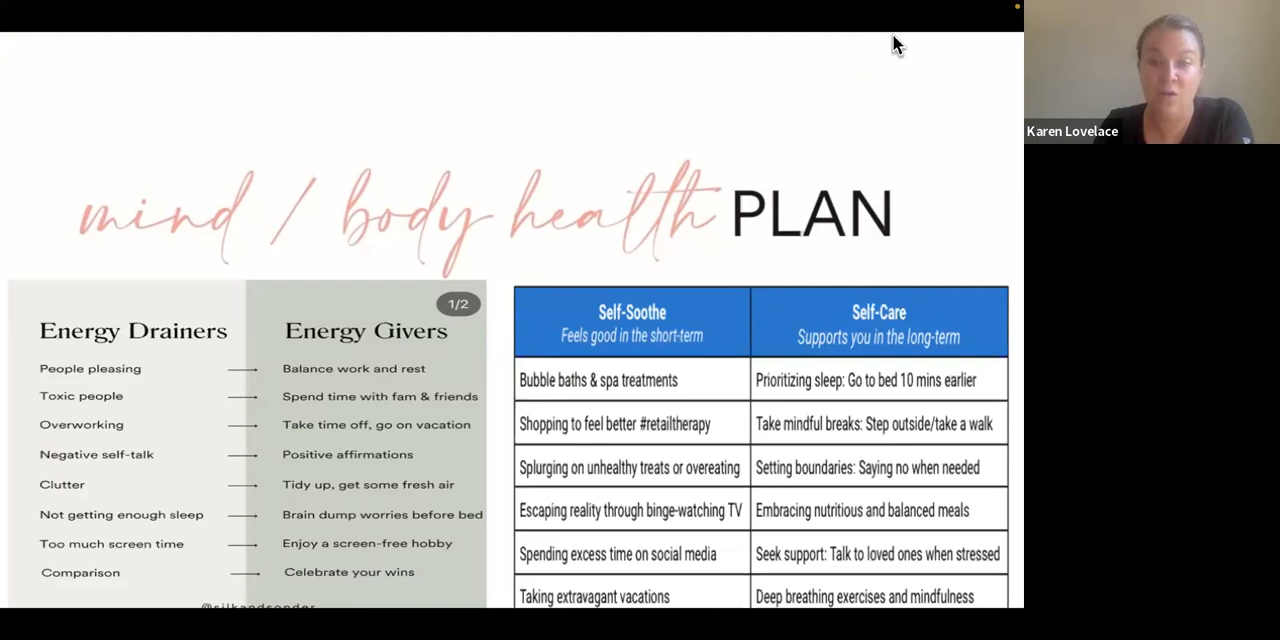 Karen Lovelace
mind / body health PLAN
1/2
Energy Drainers Energy Givers
People pleasing Balance work and rest
Toxic people Spend time with fam & friends
Overworking Take time off, go on vacation
Negative self-talk Positive affirmations
Clutter Tidy up, get some fresh air
Not getting enough sleep Brain dump worries before bed
Too much screen time Enjoy a screen-free hobby
Comparison Celebrate your wins
@silkandsonder
Self-Soothe Self-Care
Feels good in the short-term Supports you in the long-term
Bubble baths & spa treatments Prioritizing sleep: Go to bed 10 mins earlier
Shopping to feel better #retailtherapy Take mindful breaks: Step outside/take a walk
Splurging on unhealthy treats or overeating Setting boundaries: Saying no when needed
Escaping reality through binge-watching TV Embracing nutritious and balanced meals
Spending excess time on social media Seek support: Talk to loved ones when stressed
Taking extravagant vacations Deep breathing exercises and mindfulness